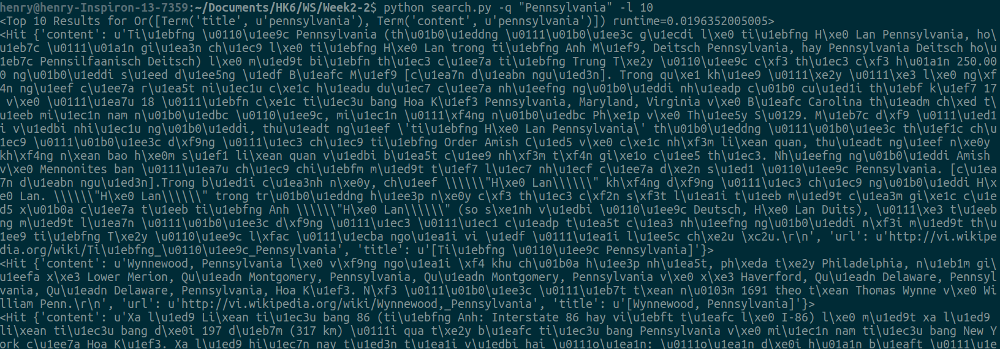 henry@henry-Inspiron-13-7359:~/Documents/HK6/WS/Week2-2$ python search.py -q "Pennsylvania" -l 10
<Top 10 Results for Or([Term('title', u'pennsylvania'), Term('content', u'pennsylvania')]) runtime=0.0196352005005>
<Hit {'content': u'Ti\u1ebfng \u0110\u1ee9c Pennsylvania (th\u01b0\u1eddng \u0111\u01b0\u1ee3c g\u1ecdi l\xe0 ti\u1ebfng H\xe0 Lan Pennsylvania, ho\
u1eb7c \u0111\u01a1n gi\u1ea3n ch\u1ec9 l\xe0 ti\u1ebfng H\xe0 Lan trong ti\u1ebfng Anh M\u1ef9, Deitsch Pennsylvania, hay Pennsylvania Deitsch ho\u
1eb7c Pennsilfaanisch Deitsch) l\xe0 m\u1ed9t bi\u1ebfn th\u1ec3 c\u1ee7a ti\u1ebfng Trung T\xe2y \u0110\u1ee9c c\xf3 th\u1ec3 c\xf3 h\u01a1n 250.00
0 ng\u01b0\u1eddi s\u1eed d\u1ee5ng \u1edf B\u1eafc M\u1ef9 [c\u1ea7n d\u1eabn ngu\u1ed3n]. Trong qu\xe1 kh\u1ee9 \u0111\xe2y \u0111\xe3 l\xe0 ng\xf
4n ng\u1eef c\u1ee7a r\u1ea5t ni\u1ec1u c\xe1c h\u1eadu du\u1ec7 c\u1ee7a nh\u1eefng ng\u01b0\u1eddi nh\u1eadp c\u01b0 cu\u1ed1i th\u1ebf k\u1ef7 17
 v\xe0 \u0111\u1ea7u 18 \u0111\u1ebfn c\xe1c ti\u1ec3u bang Hoa K\u1ef3 Pennsylvania, Maryland, Virginia v\xe0 B\u1eafc Carolina th\u1eadm ch\xed t\
u1eeb mi\u1ec1n nam n\u01b0\u1edbc \u0110\u1ee9c, mi\u1ec1n \u0111\xf4ng n\u01b0\u1edbc Ph\xe1p v\xe0 Th\u1ee5y S\u0129. M\u1eb7c d\xf9 \u0111\u1ed1
i v\u1edbi nhi\u1ec1u ng\u01b0\u1eddi, thu\u1eadt ng\u1eef \'ti\u1ebfng H\xe0 Lan Pennsylvania\' th\u01b0\u1eddng \u0111\u01b0\u1ee3c th\u1ef1c ch\u
1ec9 \u0111\u01b0\u1ee3c d\xf9ng \u0111\u1ec3 ch\u1ec9 ti\u1ebfng Order Amish C\u1ed5 v\xe0 c\xe1c nh\xf3m li\xean quan, thu\u1eadt ng\u1eef n\xe0y 
kh\xf4ng n\xean bao h\xe0m s\u1ef1 li\xean quan v\u1edbi b\u1ea5t c\u1ee9 nh\xf3m t\xf4n gi\xe1o c\u1ee5 th\u1ec3. Nh\u1eefng ng\u01b0\u1eddi Amish 
v\xe0 Mennonites ban \u0111\u1ea7u ch\u1ec9 chi\u1ebfm m\u1ed9t t\u1ef7 l\u1ec7 nh\u1ecf c\u1ee7a d\xe2n s\u1ed1 \u0110\u1ee9c Pennsylvania. [c\u1ea
7n d\u1eabn ngu\u1ed3n].Trong b\u1ed1i c\u1ea3nh n\xe0y, ch\u1eef \\\\\\"H\xe0 Lan\\\\\\" kh\xf4ng d\xf9ng \u0111\u1ec3 ch\u1ec9 ng\u01b0\u1eddi H\x
e0 Lan. \\\\\\"H\xe0 Lan\\\\\\" trong tr\u01b0\u1eddng h\u1ee3p n\xe0y c\xf3 th\u1ec3 c\xf2n s\xf3t l\u1ea1i t\u1eeb m\u1ed9t c\u1ea3m gi\xe1c c\u1e
d5 x\u01b0a c\u1ee7a t\u1eeb ti\u1ebfng Anh \\\\\\"H\xe0 Lan\\\\\\" (so s\xe1nh v\u1edbi \u0110\u1ee9c Deutsch, H\xe0 Lan Duits), \u0111\xe3 t\u1eeb
ng m\u1ed9t l\u1ea7n \u0111\u01b0\u1ee3c d\xf9ng \u0111\u1ec3 \u0111\u1ec1 c\u1eadp t\u1ea5t c\u1ea3 nh\u1eefng ng\u01b0\u1eddi n\xf3i m\u1ed9t th\u
1ee9 ti\u1ebfng T\xe2y \u0110\u1ee9c l\xfac \u0111\u1ecba ngo\u1ea1i vi \u1edf \u0111\u1ea1i l\u1ee5c ch\xe2u \xc2u.\r\n', 'url': u'http://vi.wikipe
dia.org/wiki/Ti\u1ebfng_\u0110\u1ee9c_Pennsylvania', 'title': u'[Ti\u1ebfng \u0110\u1ee9c Pennsylvania]'}>
<Hit {'content': u'Wynnewood, Pennsylvania l\xe0 v\xf9ng ngo\u1ea1i \xf4 khu ch\u01b0a h\u1ee3p nh\u1ea5t, ph\xeda t\xe2y Philadelphia, n\u1eb1m gi\
u1eefa x\xe3 Lower Merion, Qu\u1eadn Montgomery, Pennsylvania, Qu\u1eadn Montgomery, Pennsylvania v\xe0 x\xe3 Haverford, Qu\u1eadn Delaware, Pennsyl
vania, Qu\u1eadn Delaware, Pennsylvania, Hoa K\u1ef3. N\xf3 \u0111\u01b0\u1ee3c \u0111\u1eb7t t\xean n\u0103m 1691 theo t\xean Thomas Wynne v\xe0 Wi
lliam Penn.\r\n', 'url': u'http://vi.wikipedia.org/wiki/Wynnewood,_Pennsylvania', 'title': u'[Wynnewood, Pennsylvania]'}>
<Hit {'content': u'Xa l\u1ed9 Li\xean ti\u1ec3u bang 86 (ti\u1ebfng Anh: Interstate 86 hay vi\u1ebft t\u1eafc l\xe0 I-86) l\xe0 m\u1ed9t xa l\u1ed9 
li\xean ti\u1ec3u bang d\xe0i 197 d\u1eb7m (317 km) \u0111i qua t\xe2y b\u1eafc ti\u1ec3u bang Pennsylvania v\xe0 mi\u1ec1n nam ti\u1ec3u bang New Y
ork c\u1ee7a Hoa K\u1ef3. Xa l\u1ed9 hi\u1ec7n nay t\u1ed3n t\u1ea1i v\u1edbi hai \u0111o\u1ea1n: \u0111o\u1ea1n d\xe0i h\u01a1n b\u1eaft \u0111\u1e